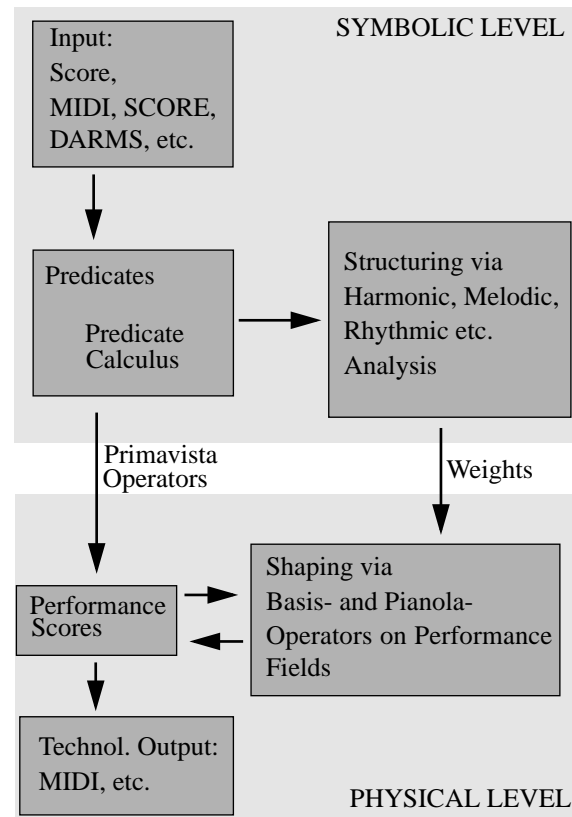 SYMBOLIC LEVEL
Input:
Score,
MIDI, SCORE,
DARMS, etc.
Predicates
Predicate
Calculus
Structuring via
Harmonic, Melodic,
Rhythmic etc.
Analysis
Primavista
Operators
Weights
Performance
Scores
Shaping via
Basis- and Pianola-
Operators on Performance
Fields
Technol. Output:
MIDI, etc.
PHYSICAL LEVEL